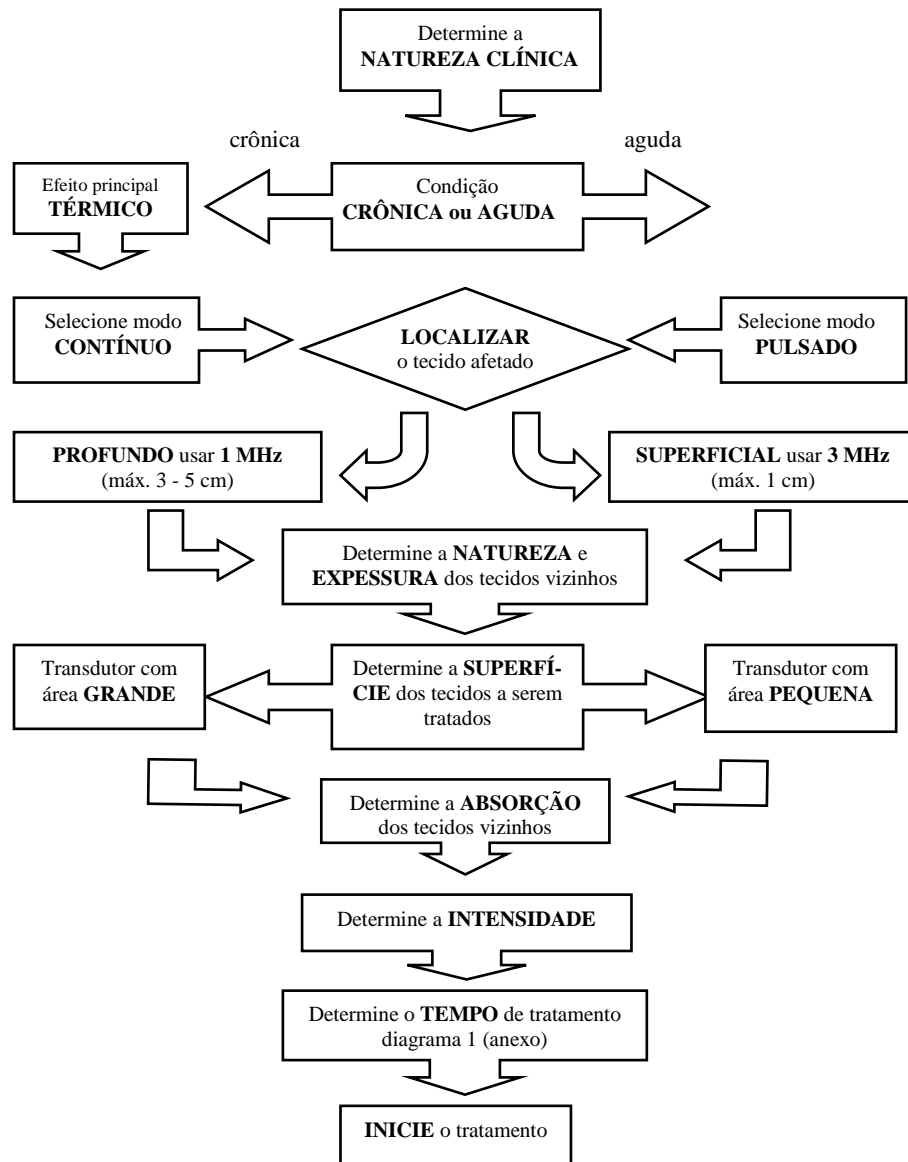 Determine a
NATUREZA CLÍNICA
crônica
aguda
Efeito principal
TÉRMICO
Condição
CRÔNICA ou AGUDA
Selecione modo
CONTÍNUO
LOCALIZAR
o tecido afetado
Selecione modo
PULSADO
PROFUNDO usar 1 MHz
(máx. 3 - 5 cm)
SUPERFICIAL usar 3 MHz
(máx. 1 cm)
Determine a NATUREZA e
EXPESSURA dos tecidos vizinhos
Transdutor com
área GRANDE
Determine a SUPERFÍ-
CIE dos tecidos a serem
tratados
Transdutor com
área PEQUENA
Determine a ABSORÇÃO
dos tecidos vizinhos
Determine a INTENSIDADE
Determine o TEMPO de tratamento
diagrama 1 (anexo)
INICIE o tratamento